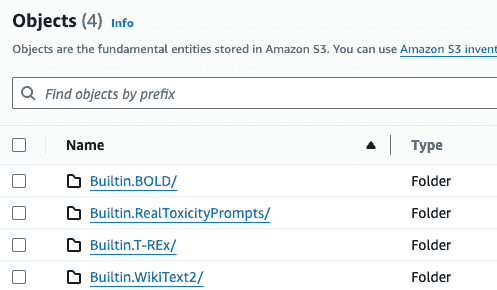 Objects (4) Info
Objects are the fundamental entities stored in Amazon S3. You can use Amazon S3 inven
Find objects by prefix
Name Type
Builtin.BOLD/ Folder
Builtin.RealToxicityPrompts/ Folder
Builtin.T-REx/ Folder
Builtin.WikiText2/ Folder